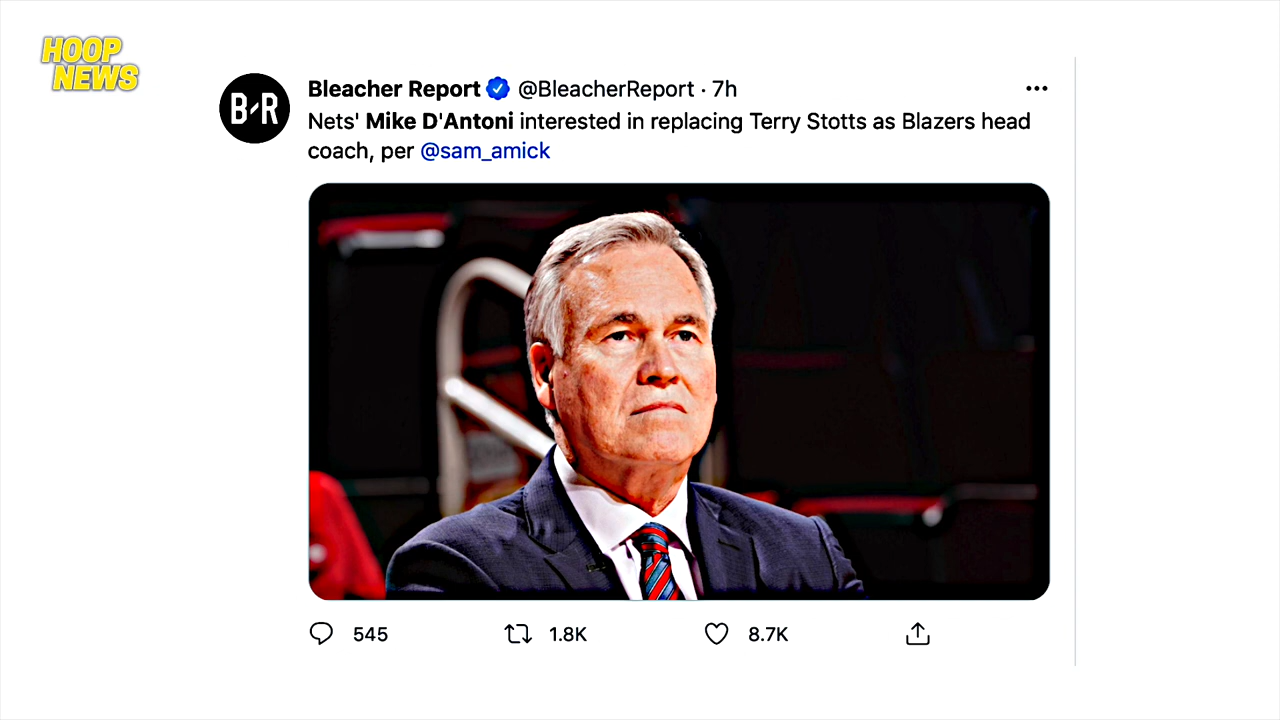 HOOP
NEWS
B/R
Bleacher Report @BleacherReport · 7h
Nets' Mike D'Antoni interested in replacing Terry Stotts as Blazers head
coach, per @sam_amick
545 1.8K 8.7K